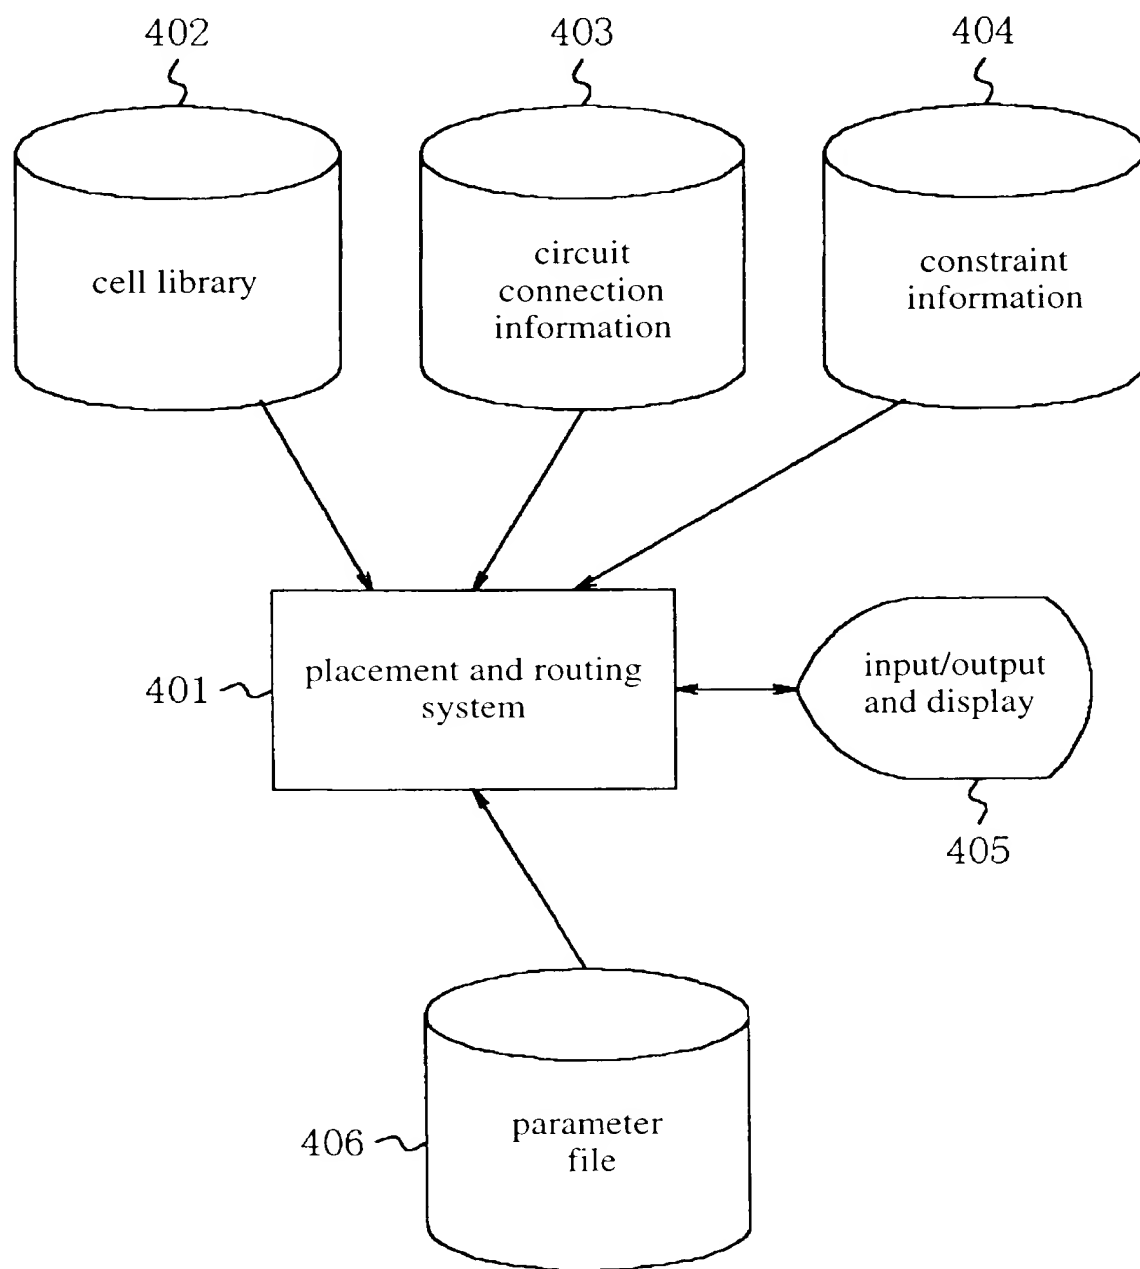 402
403
404
cell library
circuit
connection
information
constraint
information
401
placement and routing
system
input/output
and display
405
406
parameter
file